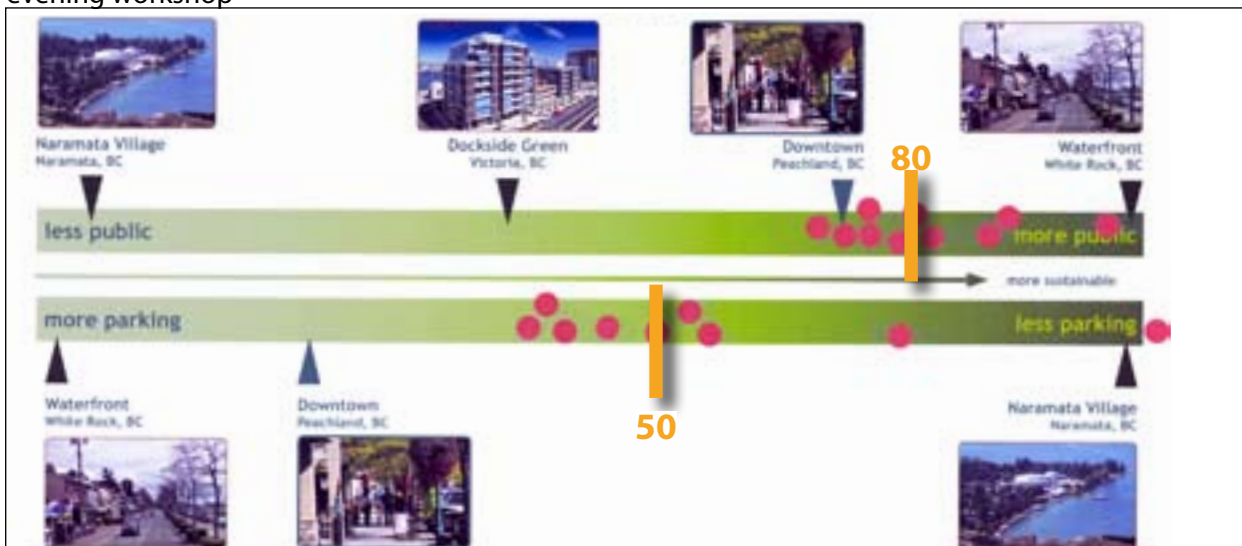 evening workshop
Naramata Village
Naramata, BC
Dockside Green
Victoria, BC
Downtown
Peachland, BC
80
Waterfront
White Rock, BC
less public
more public
more sustainable
more parking
less parking
Waterfront
White Rock, BC
Downtown
Peachland, BC
50
Naramata Village
Naramata, BC